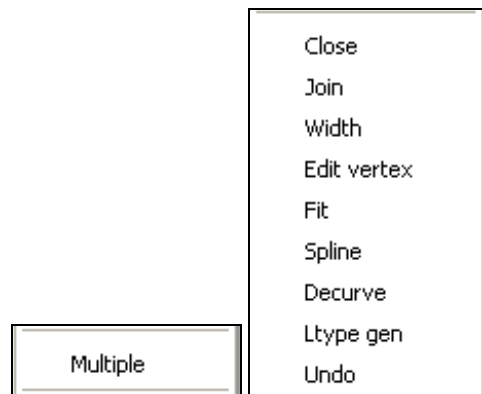 Close
Join
Width
Edit vertex
Fit
Spline
Decurve
Ltype gen
Undo
Multiple